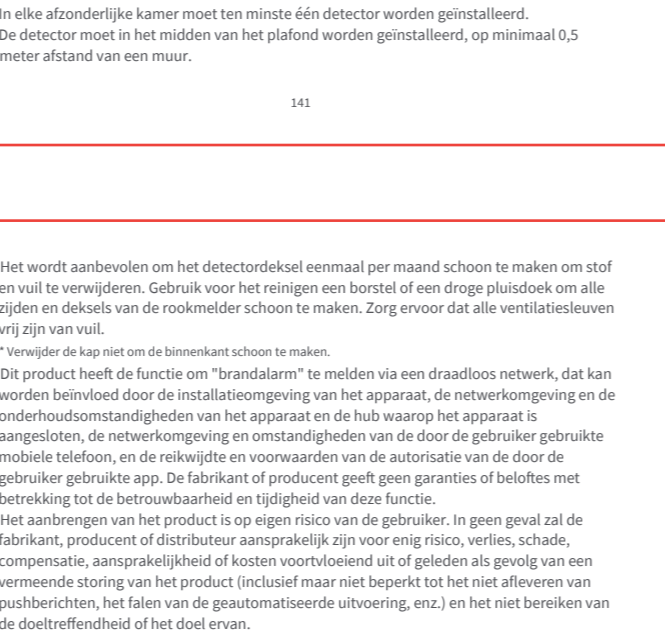 In elke afzonderlijke kamer moet ten minste één detector worden geïnstalleerd.
De detector moet in het midden van het plafond worden geïnstalleerd, op minimaal 0,5
meter afstand van een muur.
141
Het wordt aanbevolen om het detectordeksel eenmaal per maand schoon te maken om stof
en vuil te verwijderen. Gebruik voor het reinigen een borstel of een droge pluisdoek om alle
zijden en deksels van de rookmelder schoon te maken. Zorg ervoor dat alle ventilatiesleuven
vrij zijn van vuil.
* Verwijder de kap niet om de binnenkant schoon te maken.
Dit product heeft de functie om "brandalarm" te melden via een draadloos netwerk, dat kan
worden beïnvloed door de installatieomgeving van het apparaat, de netwerkomgeving en de
onderhoudsomstandigheden van het apparaat en de hub waarop het apparaat is
aangesloten, de netwerkomgeving en omstandigheden van de door de gebruiker gebruikte
mobiele telefoon, en de reikwijdte en voorwaarden van de autorisatie van de door de
gebruiker gebruikte app. De fabrikant of producent geeft geen garanties of beloftes met
betrekking tot de betrouwbaarheid en tijdigheid van deze functie.
Het aanbrengen van het product is op eigen risico van de gebruiker. In geen geval zal de
fabrikant, producent of distributeur aansprakelijk zijn voor enig risico, verlies, schade,
compensatie, aansprakelijkheid of kosten voortvloeiend uit of geleden als gevolg van een
vermeende storing van het product (inclusief maar niet beperkt tot het niet afleveren van
pushberichten, het falen van de geautomatiseerde uitvoering, enz.) en het niet bereiken van
de doeltreffendheid of het doel ervan.